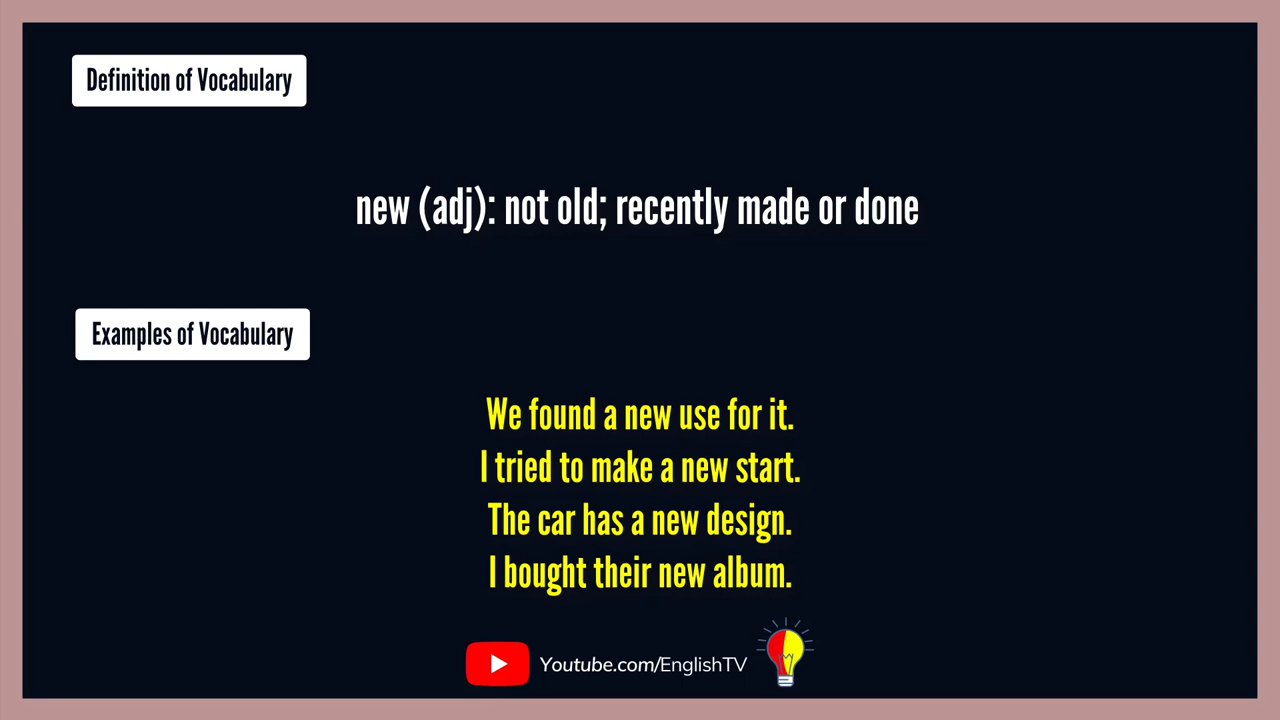 Definition of Vocabulary
new (adj): not old; recently made or done
Examples of Vocabulary
We found a new use for it.
I tried to make a new start.
The car has a new design.
I bought their new album.
Youtube.com/EnglishTV